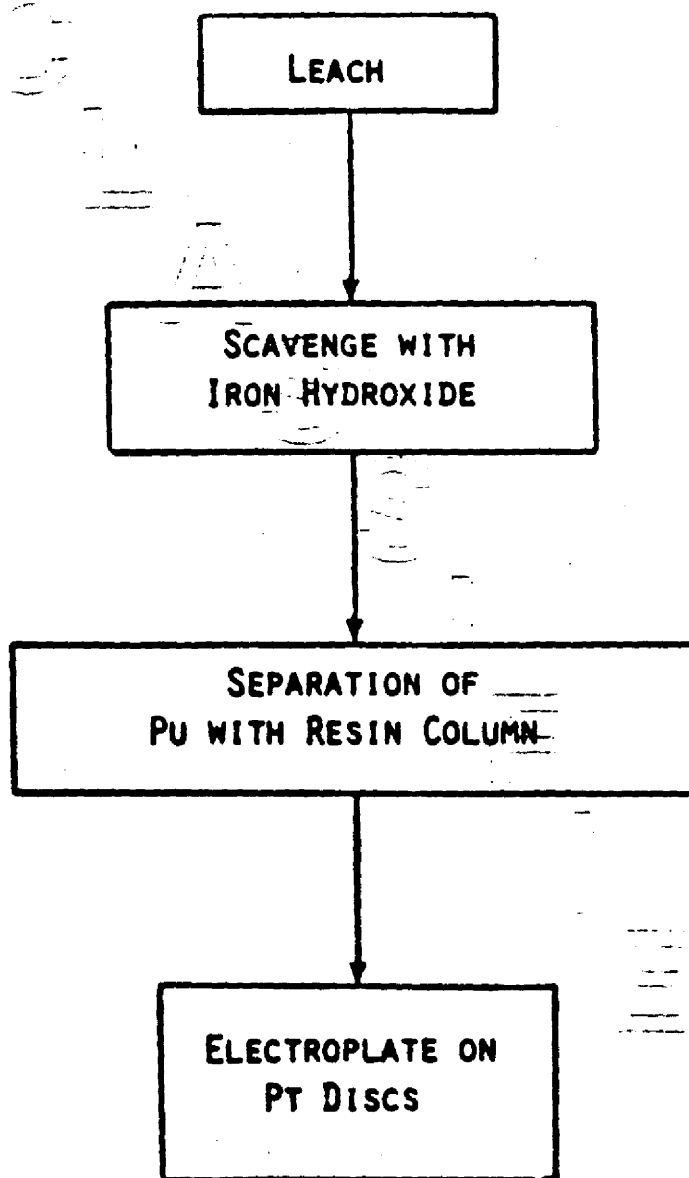 LEACH
SCAVENGE WITH
IRON HYDROXIDE
SEPARATION OF
PU WITH RESIN COLUMN
ELECTROPLATE ON
PT DISCS